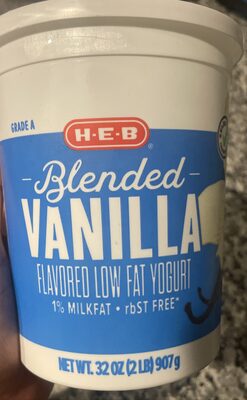 GRADE A
H-E-B
Blended
VANILLA
FLAVORED LOW FAT YOGURT
1% MILKFAT • rbST FREE*
NET WT. 32 OZ (2 LB) 907g